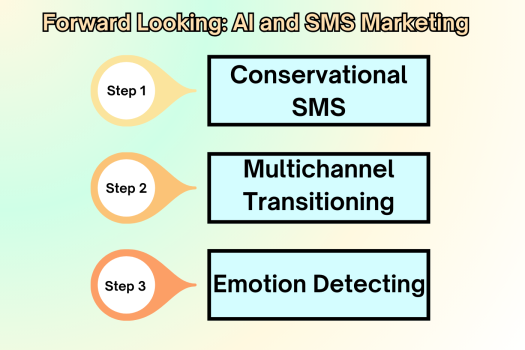 Forward Looking: AI and SMS Marketing
Step 1
Conservational
SMS
Step 2
Multichannel
Transitioning
Step 3
Emotion Detecting